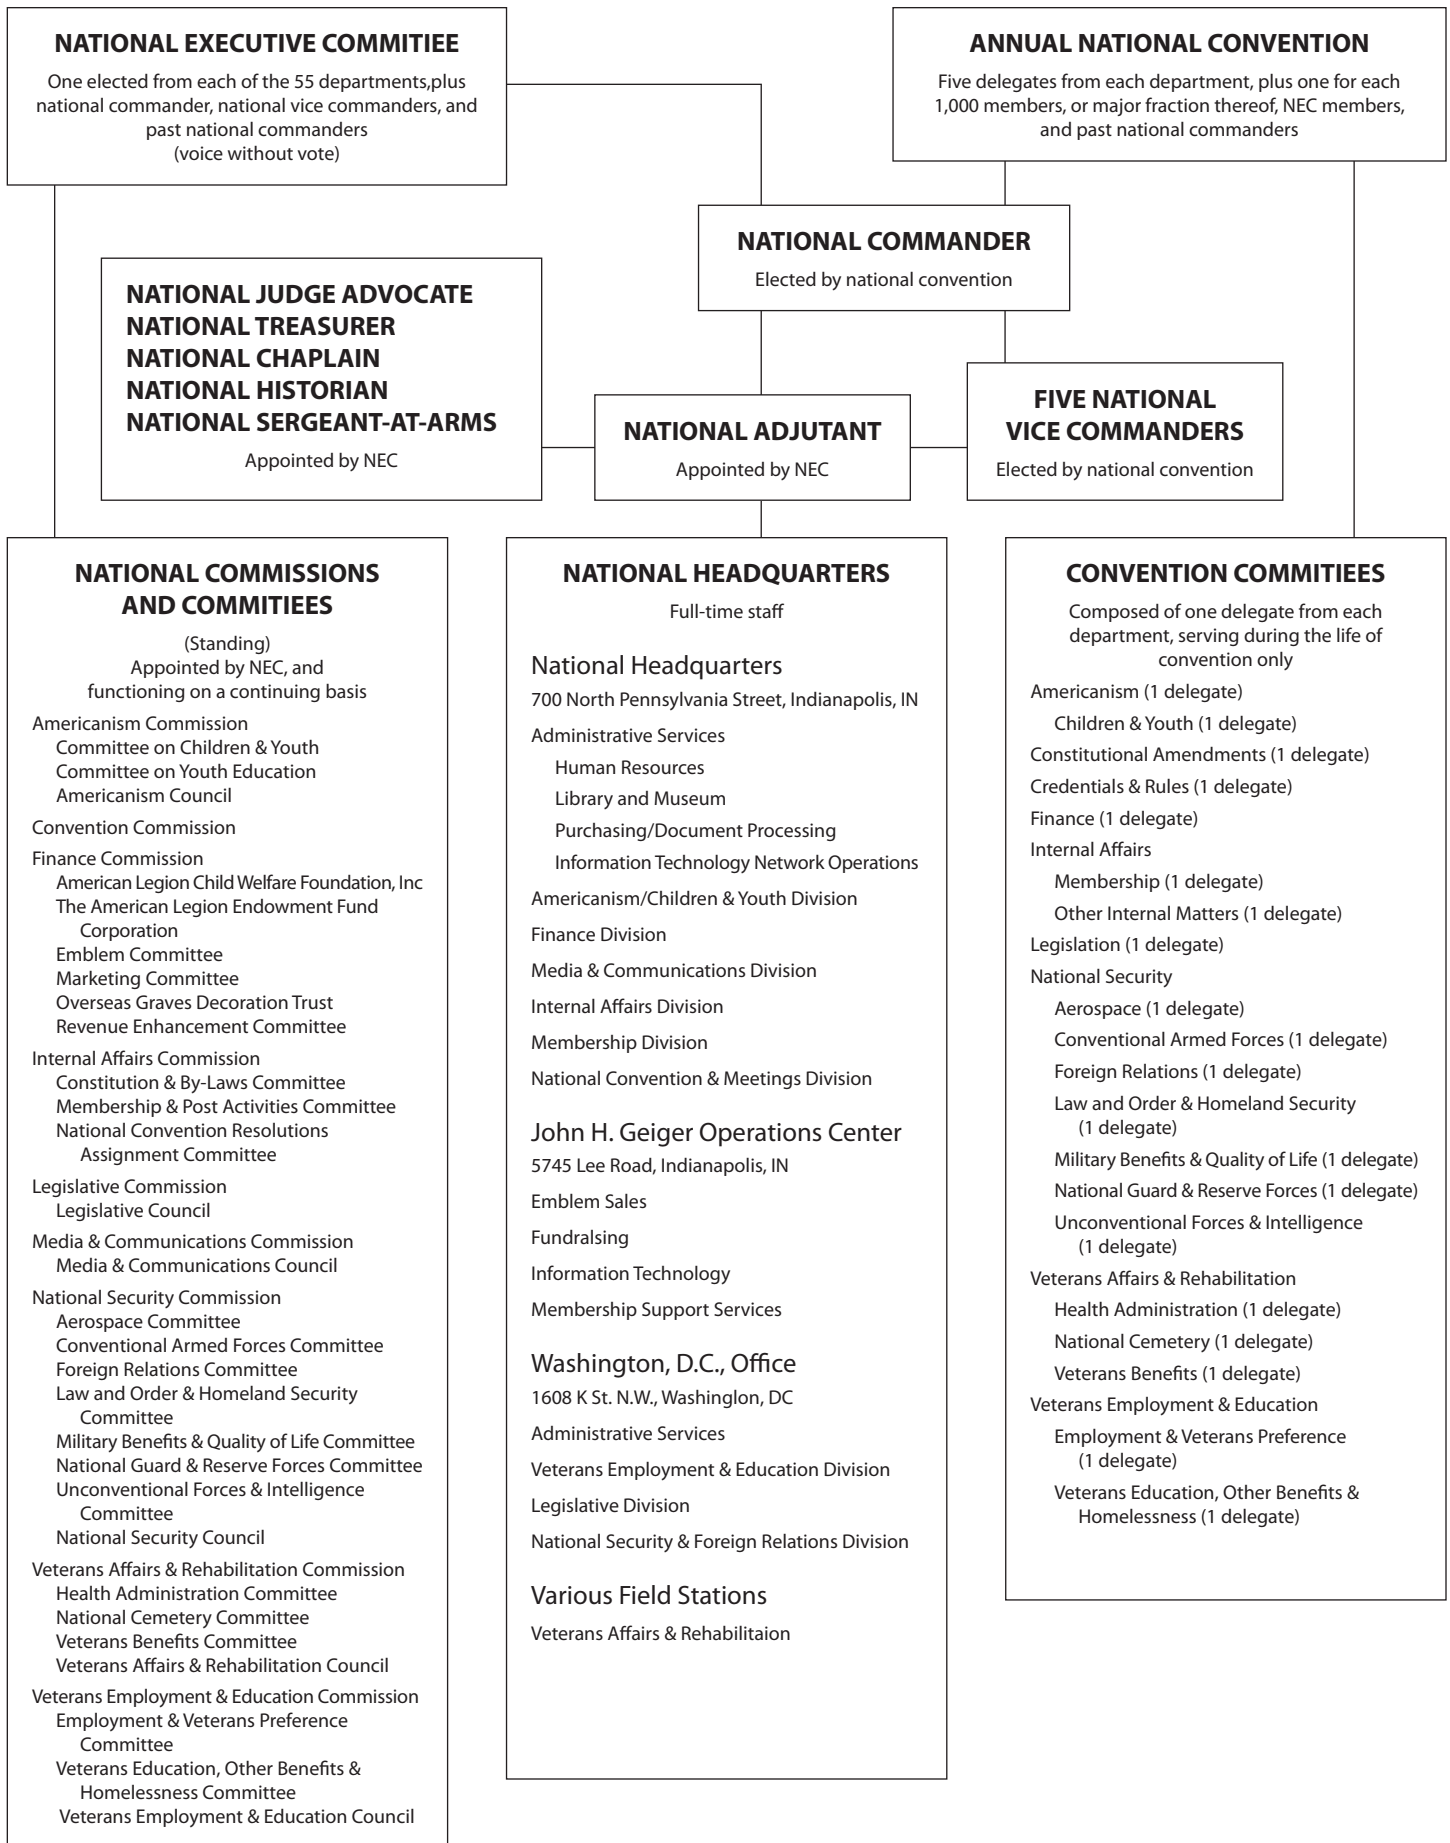 NATIONAL EXECUTIVE COMMITIEE
One elected from each of the 55 departments,plus
national commander, national vice commanders, and
past national commanders
(voice without vote)
ANNUAL NATIONAL CONVENTION
Five delegates from each department, plus one for each
1,000 members, or major fraction thereof, NEC members,
and past national commanders
NATIONAL COMMANDER
Elected by national convention
NATIONAL JUDGE ADVOCATE
NATIONAL TREASURER
NATIONAL CHAPLAIN
NATIONAL HISTORIAN
NATIONAL SERGEANT-AT-ARMS
Appointed by NEC
NATIONAL ADJUTANT
Appointed by NEC
FIVE NATIONAL
VICE COMMANDERS
Elected by national convention
NATIONAL COMMISSIONS
AND COMMITIEES
(Standing)
Appointed by NEC, and
functioning on a continuing basis
Americanism Commission
Committee on Children & Youth
Committee on Youth Education
Americanism Council
Convention Commission
Finance Commission
American Legion Child Welfare Foundation, Inc
The American Legion Endowment Fund
Corporation
Emblem Committee
Marketing Committee
Overseas Graves Decoration Trust
Revenue Enhancement Committee
Internal Affairs Commission
Constitution & By-Laws Committee
Membership & Post Activities Committee
National Convention Resolutions
Assignment Committee
Legislative Commission
Legislative Council
Media & Communications Commission
Media & Communications Council
National Security Commission
Aerospace Committee
Conventional Armed Forces Committee
Foreign Relations Committee
Law and Order & Homeland Security
Committee
Military Benefits & Quality of Life Committee
National Guard & Reserve Forces Committee
Unconventional Forces & Intelligence
Committee
National Security Council
Veterans Affairs & Rehabilitation Commission
Health Administration Committee
National Cemetery Committee
Veterans Benefits Committee
Veterans Affairs & Rehabilitation Council
Veterans Employment & Education Commission
Employment & Veterans Preference
Committee
Veterans Education, Other Benefits &
Homelessness Committee
Veterans Employment & Education Council
NATIONAL HEADQUARTERS
Full-time staff
National Headquarters
700 North Pennsylvania Street, Indianapolis, IN
Administrative Services
Human Resources
Library and Museum
Purchasing/Document Processing
Information Technology Network Operations
Americanism/Children & Youth Division
Finance Division
Media & Communications Division
Internal Affairs Division
Membership Division
National Convention & Meetings Division
John H. Geiger Operations Center
5745 Lee Road, Indianapolis, IN
Emblem Sales
Fundralsing
Information Technology
Membership Support Services
Washington, D.C., Office
1608 K St. N.W., Washinglon, DC
Administrative Services
Veterans Employment & Education Division
Legislative Division
National Security & Foreign Relations Division
Various Field Stations
Veterans Affairs & Rehabilitaion
CONVENTION COMMITIEES
Composed of one delegate from each
department, serving during the life of
convention only
Americanism (1 delegate)
Children & Youth (1 delegate)
Constitutional Amendments (1 delegate)
Credentials & Rules (1 delegate)
Finance (1 delegate)
Internal Affairs
Membership (1 delegate)
Other Internal Matters (1 delegate)
Legislation (1 delegate)
National Security
Aerospace (1 delegate)
Conventional Armed Forces (1 delegate)
Foreign Relations (1 delegate)
Law and Order & Homeland Security
(1 delegate)
Military Benefits & Quality of Life (1 delegate)
National Guard & Reserve Forces (1 delegate)
Unconventional Forces & Intelligence
(1 delegate)
Veterans Affairs & Rehabilitation
Health Administration (1 delegate)
National Cemetery (1 delegate)
Veterans Benefits (1 delegate)
Veterans Employment & Education
Employment & Veterans Preference
(1 delegate)
Veterans Education, Other Benefits &
Homelessness (1 delegate)